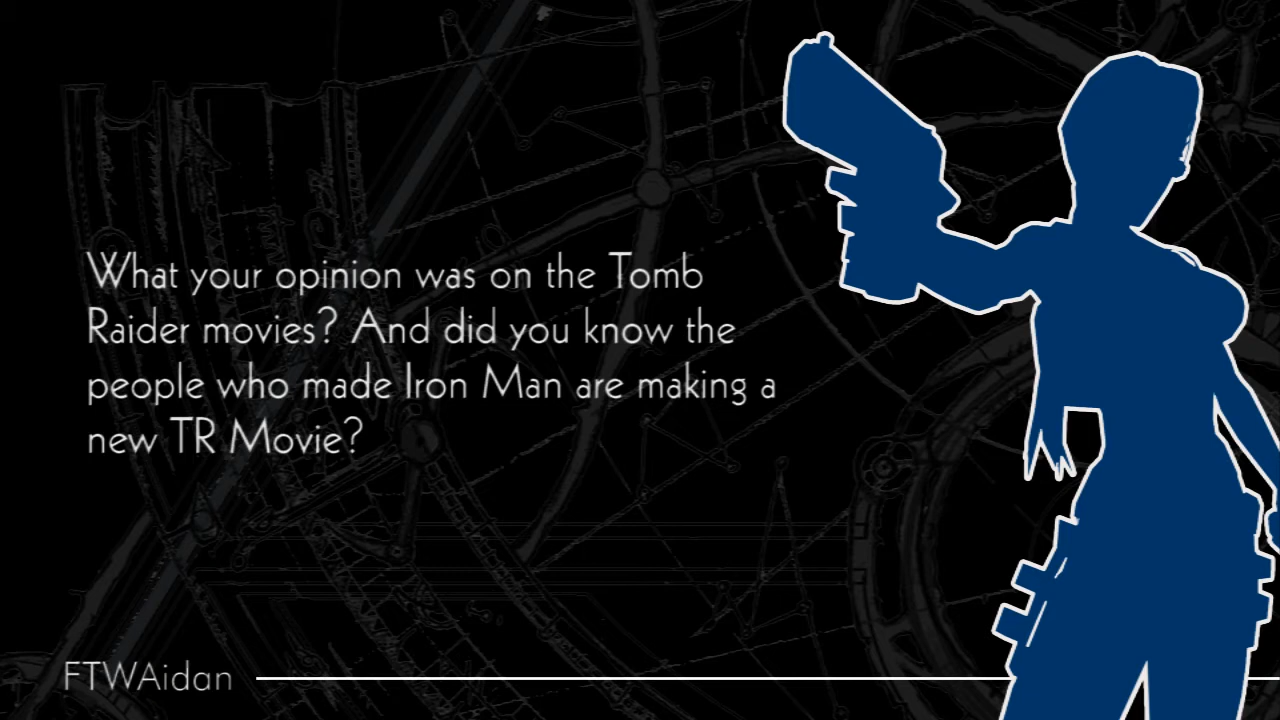 What your opinion was on the Tomb
Raider movies? And did you know the
people who made Iron Man are making a
new TR Movie?
FTWAidan